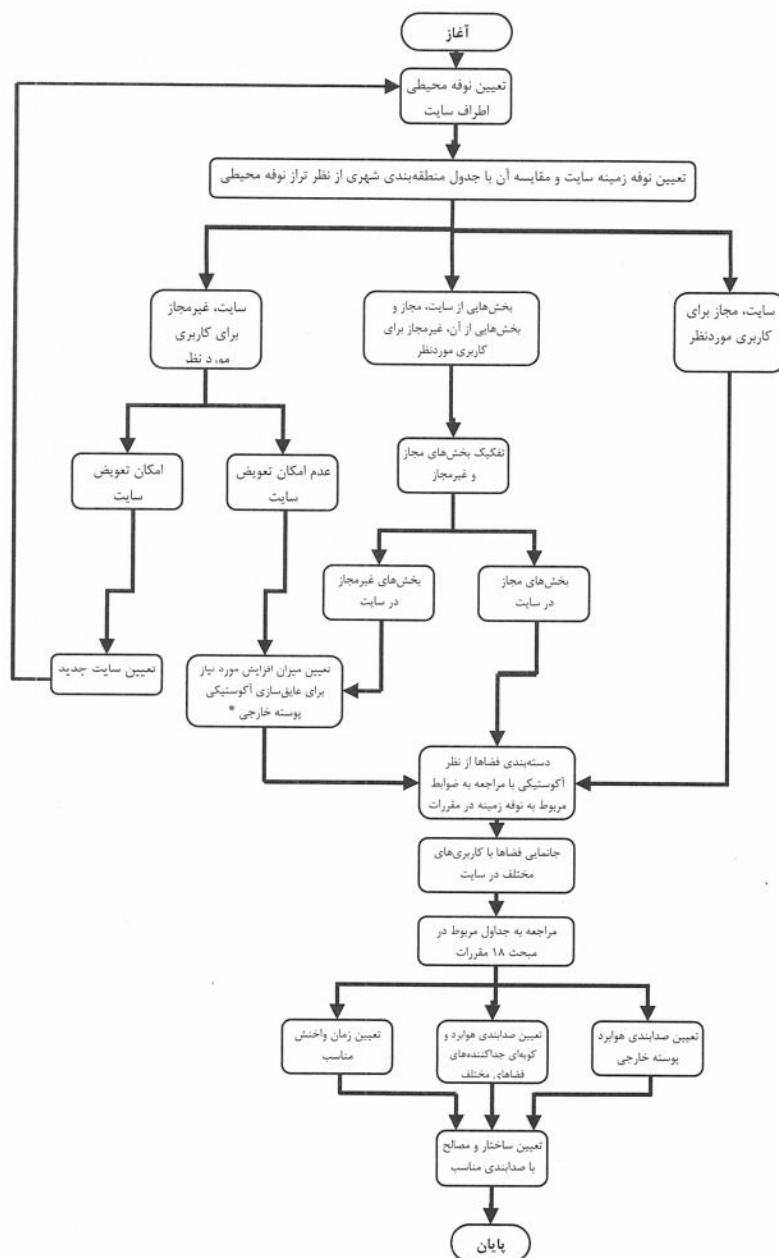 آغاز
تعیین نوفه محیطی
اطراف سایت
تعیین نوفه زمینه سایت و مقایسه آن با جدول منطقه‌بندی شهری از نظر تراز نوفه محیطی
سایت، مجاز برای
کاربری موردنظر
بخش‌هایی از سایت، مجاز و
بخش‌هایی از آن، غیرمجاز برای
کاربری موردنظر
سایت، غیرمجاز
برای کاربری
مورد نظر
تفکیک بخش‌های مجاز
و غیرمجاز
عدم امکان تعویض
سایت
امکان تعویض
سایت
بخش‌های مجاز
در سایت
بخش‌های غیرمجاز
در سایت
تعیین میزان افزایش مورد نیاز
برای عایق‌سازی آکوستیکی
پوسته خارجی *
تعیین سایت جدید
دسته‌بندی فضاها از نظر
آکوستیکی با مراجعه به ضوابط
مربوط به نوفه زمینه در مقررات
جانمایی فضاها با کاربری‌های
مختلف در سایت
مراجعه به جداول مربوط در
مبحث ۱۸ مقررات
تعیین صدابندی هوابرد
پوسته خارجی
تعیین صدابندی هوابرد و
کوبه‌ای جداکننده‌های
فضاهای مختلف
تعیین زمان واخنش
مناسب
تعیین ساختار و مصالح
با صدابندی مناسب
پایان